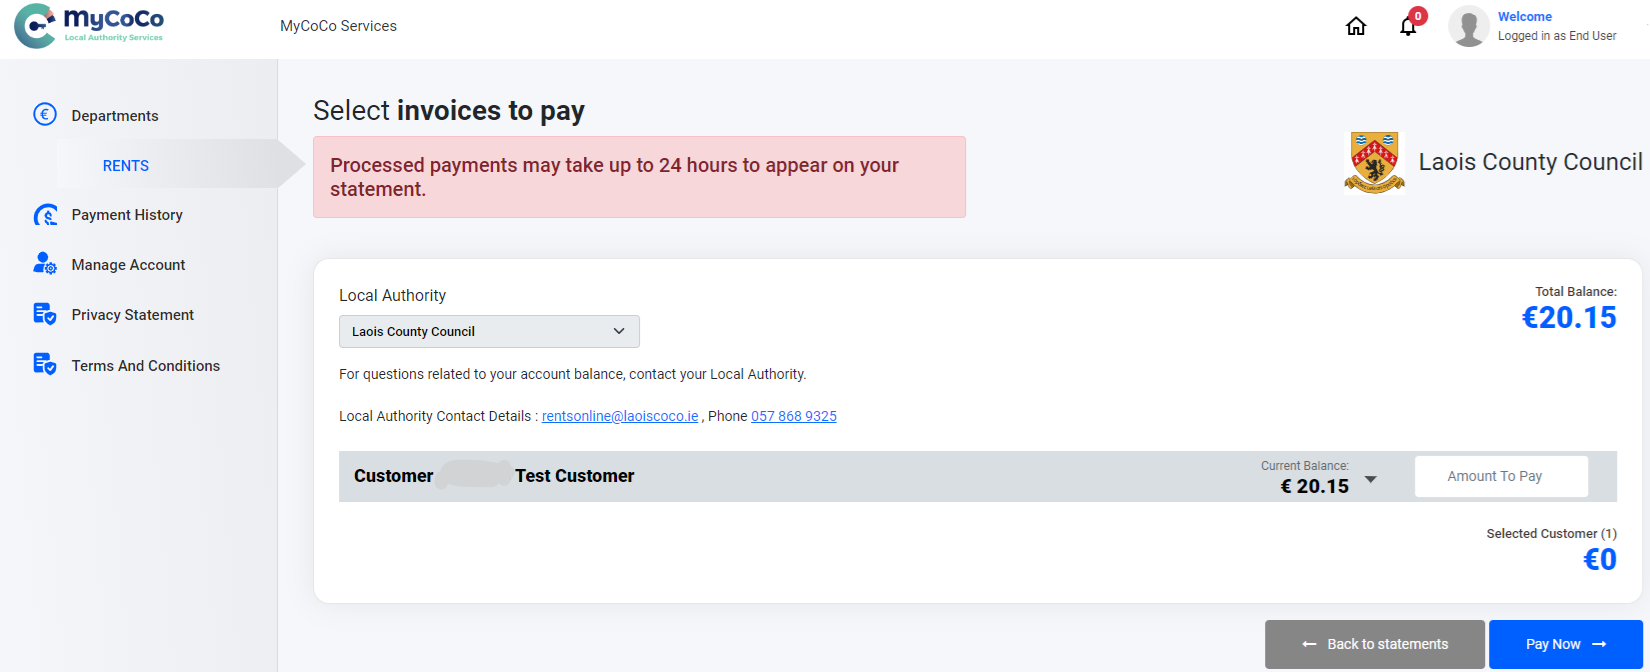 MyCoCo
Local Authority Services
MyCoCo Services
0
Welcome
Logged in as End User
€ Departments
RENTS
Payment History
Manage Account
Privacy Statement
Terms And Conditions
Select invoices to pay
Processed payments may take up to 24 hours to appear on your
statement.
Laois County Council
Local Authority
Laois County Council
Total Balance:
€20.15
For questions related to your account balance, contact your Local Authority.
Local Authority Contact Details : rentsonline@laoiscoco.ie , Phone 057 868 9325
Customer Test Customer
Current Balance:
€ 20.15
Amount To Pay
Selected Customer (1)
€0
← Back to statements
Pay Now →